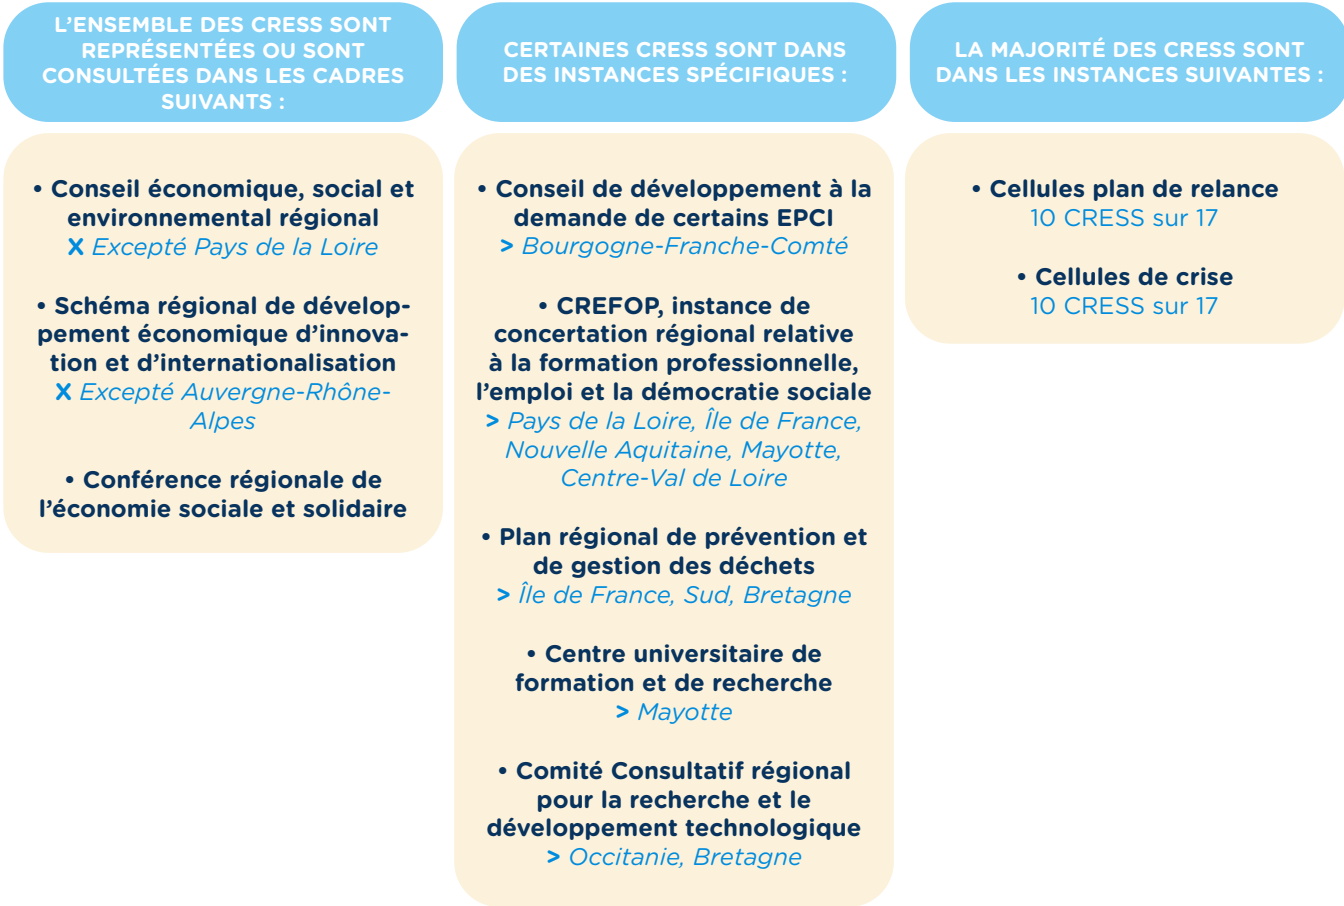 L'ENSEMBLE DES CRESS SONT
REPRÉSENTÉES OU SONT
CONSULTÉES DANS LES CADRES
SUIVANTS :
• Conseil économique, social et
environnemental régional
X Excepté Pays de la Loire
• Schéma régional de dévelop-
pement économique d'innova-
tion et d'internationalisation
X Excepté Auvergne-Rhône-
Alpes
• Conférence régionale de
l'économie sociale et solidaire
CERTAINES CRESS SONT DANS
DES INSTANCES SPÉCIFIQUES :
• Conseil de développement à la
demande de certains EPCI
> Bourgogne-Franche-Comté
• CREFOP, instance de
concertation régional relative
à la formation professionnelle,
l'emploi et la démocratie sociale
> Pays de la Loire, Île de France,
Nouvelle Aquitaine, Mayotte,
Centre-Val de Loire
• Plan régional de prévention et
de gestion des déchets
> Île de France, Sud, Bretagne
• Centre universitaire de
formation et de recherche
> Mayotte
• Comité Consultatif régional
pour la recherche et le
développement technologique
> Occitanie, Bretagne
LA MAJORITÉ DES CRESS SONT
DANS LES INSTANCES SUIVANTES :
• Cellules plan de relance
10 CRESS sur 17
• Cellules de crise
10 CRESS sur 17